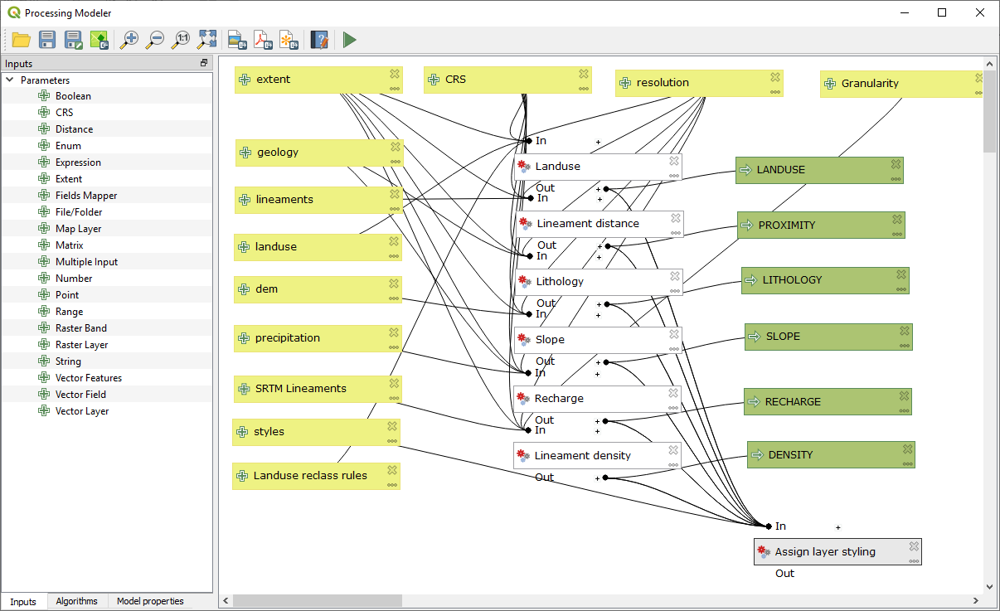 Processing Modeler
1:1
Inputs
Parameters
Boolean
CRS
Distance
Enum
Expression
Extent
Fields Mapper
File/Folder
Map Layer
Matrix
Multiple Input
Number
Point
Range
Raster Band
Raster Layer
String
Vector Features
Vector Field
Vector Layer
Inputs
Algorithms
Model properties
extent
CRS
resolution
Granularity
geology
lineaments
landuse
dem
precipitation
SRTM Lineaments
styles
Landuse reclass rules
In
Landuse
Out
In
Lineament distance
Out
In
Lithology
Out
In
Slope
Out
In
Recharge
Out
In
Lineament density
Out
LANDUSE
PROXIMITY
LITHOLOGY
SLOPE
RECHARGE
DENSITY
In
Assign layer styling
Out